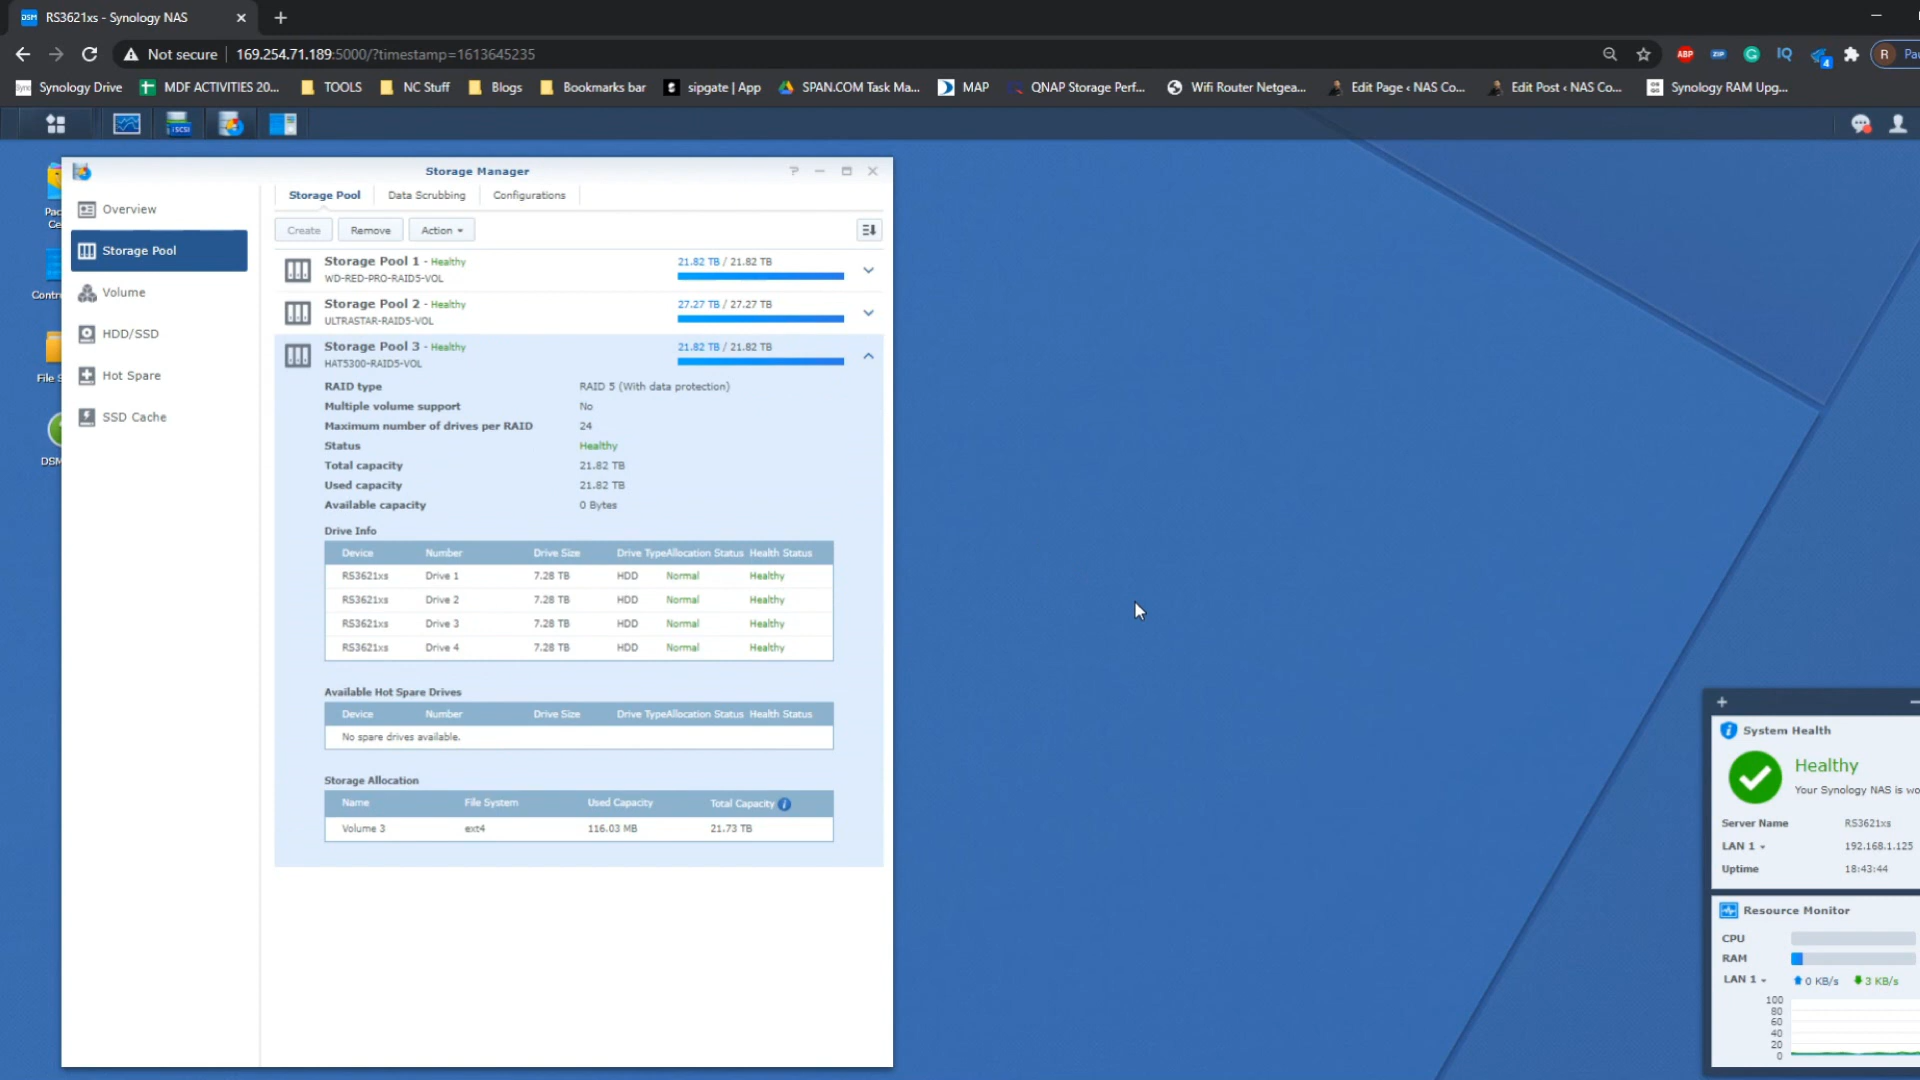 RS3621xs - Synology NAS
Not secure
169.254.71.189:5000/?timestamp=1613645235
ABP
ZIP
IQ
4
R
Synology Drive
MDF ACTIVITIES 20...
TOOLS
NC Stuff
Blogs
Bookmarks bar
sipgate | App
SPAN.COM Task Ma...
MAP
QNAP Storage Perf...
Wifi Router Netgea...
Edit Page ‹ NAS Co...
Edit Post ‹ NAS Co...
Synology RAM Upg...
iSCSI
Storage Manager
Overview
Storage Pool
Volume
HDD/SSD
Hot Spare
SSD Cache
Storage Pool
Data Scrubbing
Configurations
Create
Remove
Action
Storage Pool 1 - Healthy
WD-RED-PRO-RAID5-VOL
21.82 TB / 21.82 TB
Storage Pool 2 - Healthy
ULTRASTAR-RAID5-VOL
27.27 TB / 27.27 TB
Storage Pool 3 - Healthy
HAT5300-RAID5-VOL
21.82 TB / 21.82 TB
RAID type RAID 5 (With data protection)
Multiple volume support No
Maximum number of drives per RAID 24
Status Healthy
Total capacity 21.82 TB
Used capacity 21.82 TB
Available capacity 0 Bytes
Drive Info
Device Number Drive Size Drive Type Allocation Status Health Status
RS3621xs Drive 1 7.28 TB HDD Normal Healthy
RS3621xs Drive 2 7.28 TB HDD Normal Healthy
RS3621xs Drive 3 7.28 TB HDD Normal Healthy
RS3621xs Drive 4 7.28 TB HDD Normal Healthy
Available Hot Spare Drives
Device Number Drive Size Drive Type Allocation Status Health Status
No spare drives available.
Storage Allocation
Name File System Used Capacity Total Capacity
Volume 3 ext4 116.03 MB 21.73 TB
System Health
Healthy
Your Synology NAS is
Server Name RS3621xs
LAN 1 192.168.1.125
Uptime 18:43:44
Resource Monitor
CPU
RAM
LAN 1 0 KB/s 3 KB/s
100
80
60
40
20
0